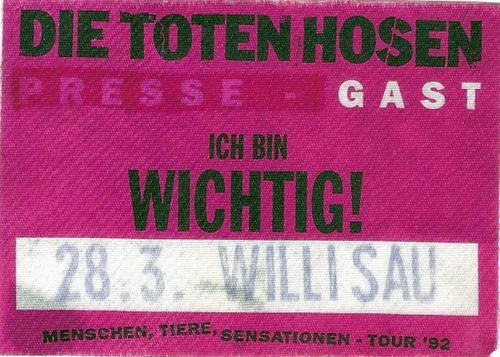 DIE TOTEN HOSEN
PRESSE - GAST
ICH BIN
WICHTIG!
28.3. WILLISAU
MENSCHEN, TIERE, SENSATIONEN - TOUR '92